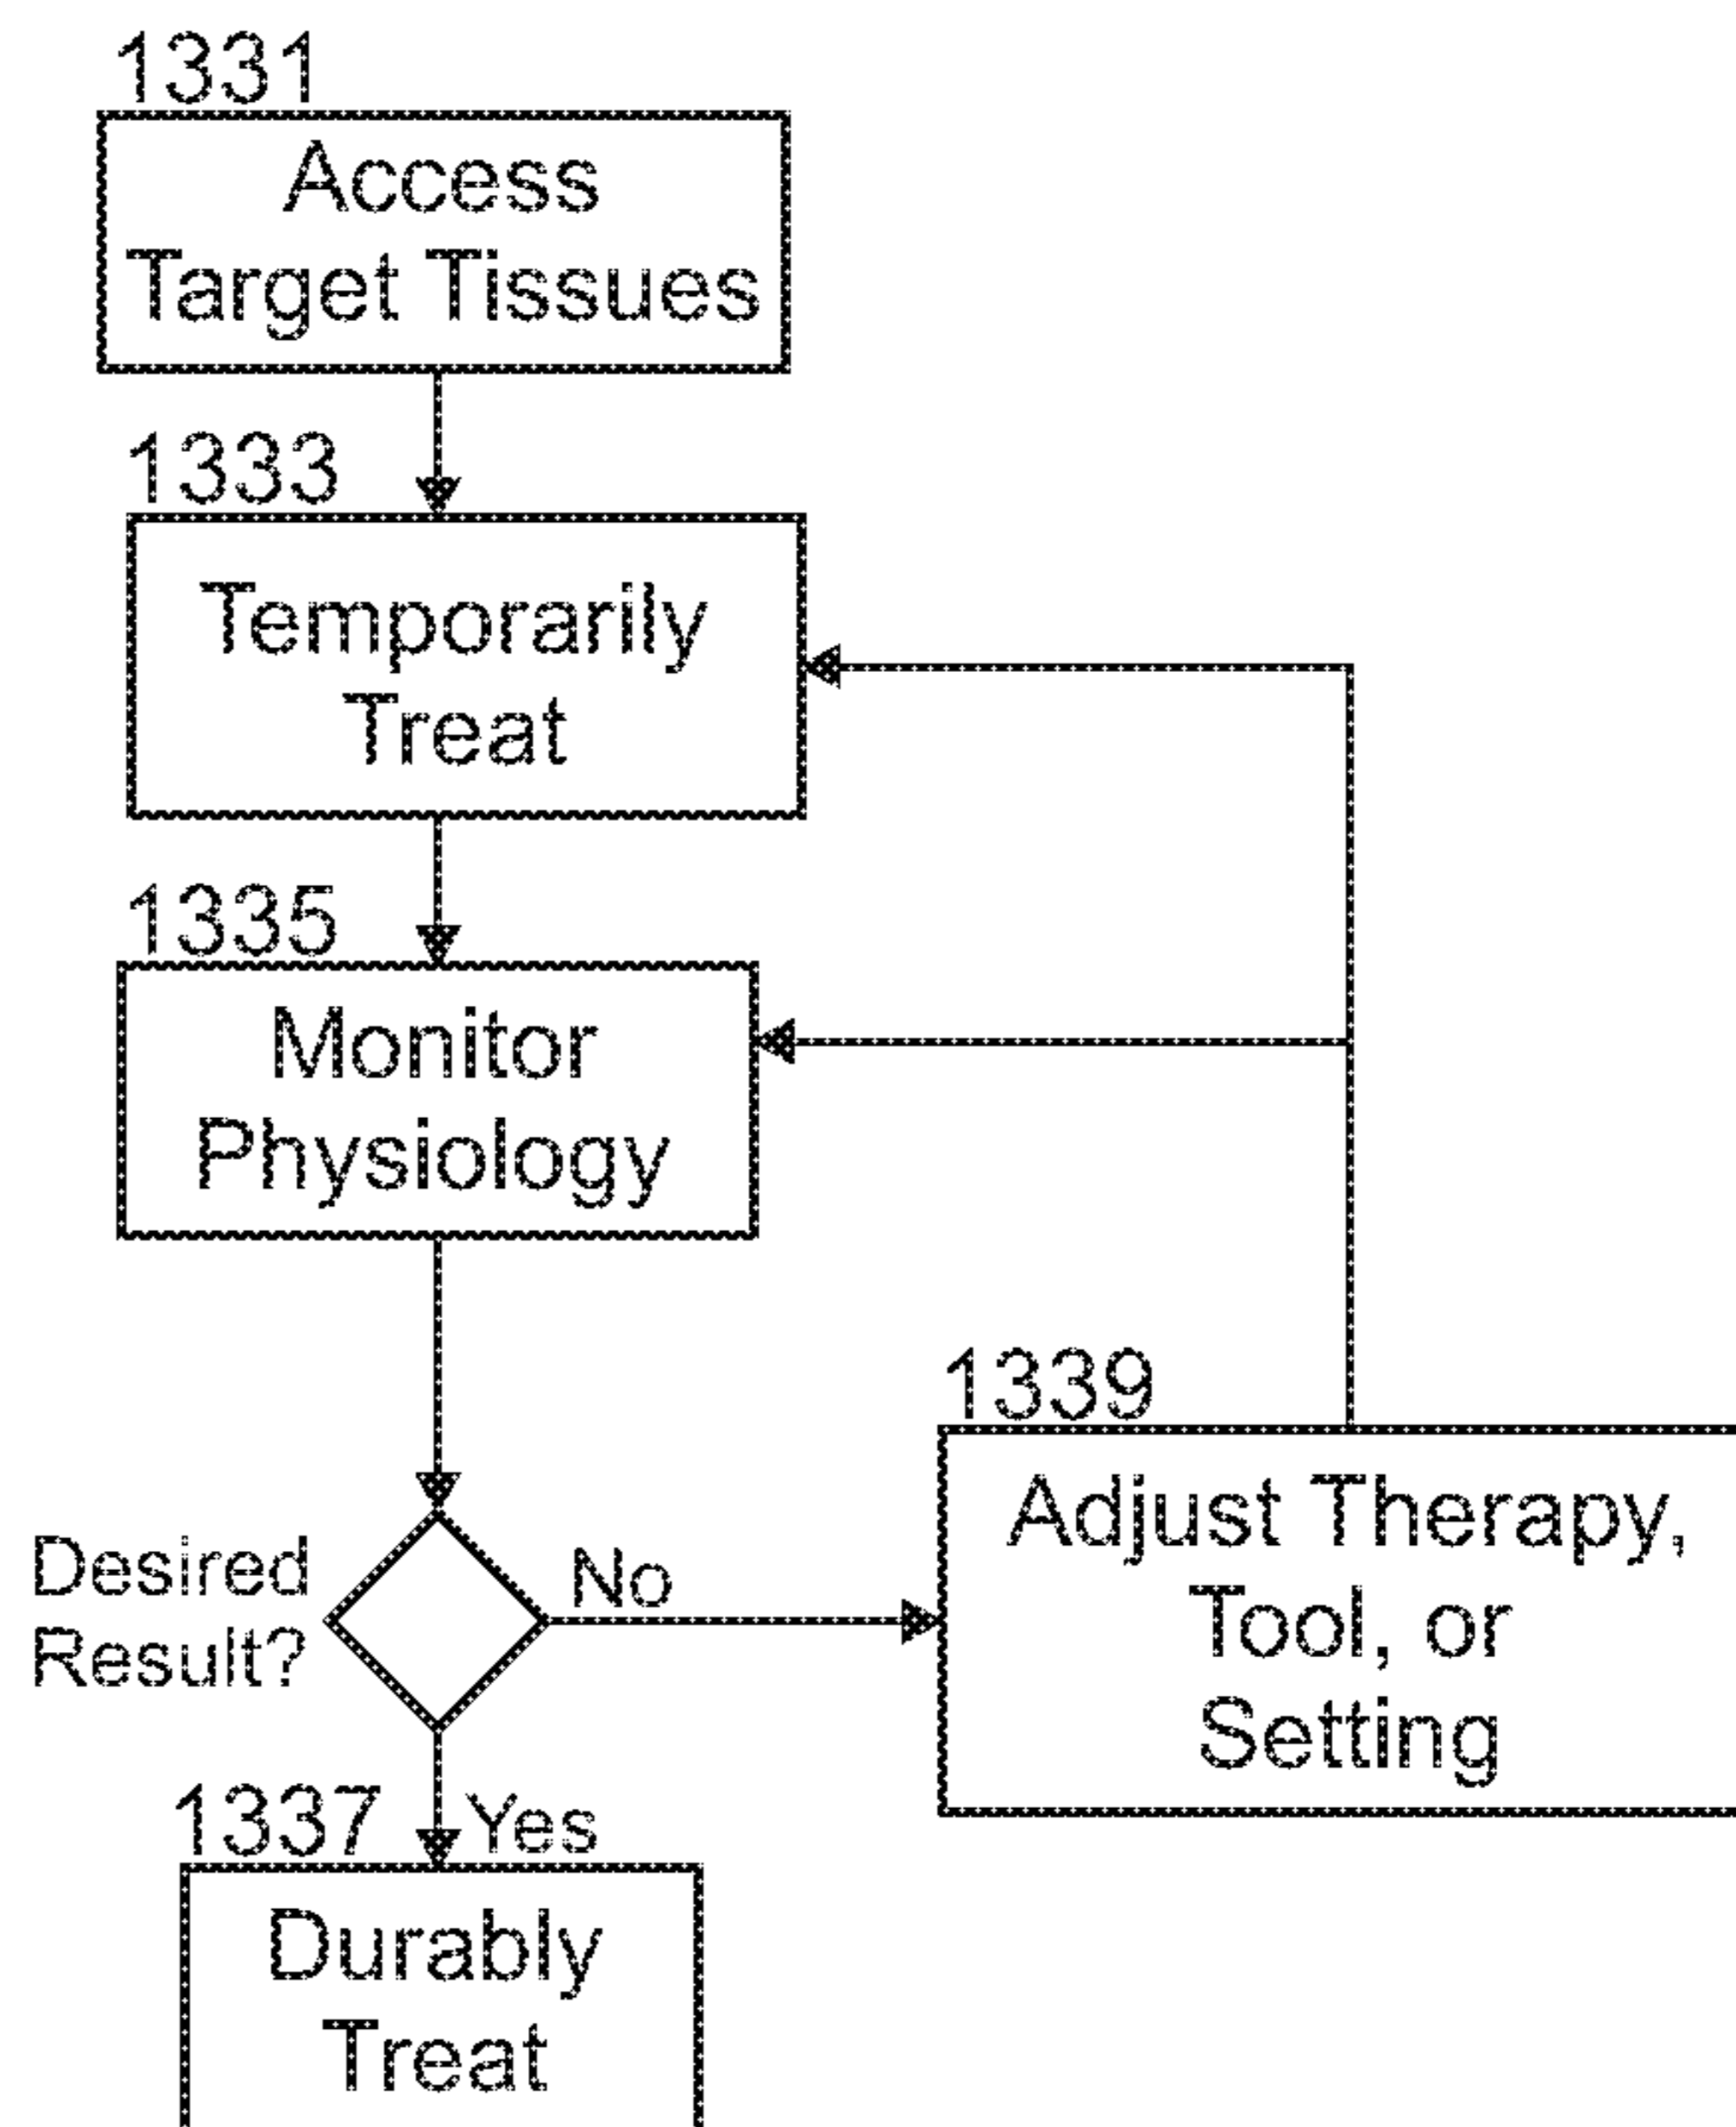 1331
Access
Target Tissues
1333
Temporarily
Treat
1335
Monitor
Physiology
1339
Adjust Therapy,
Tool, or
Setting
Desired
Result?
No
1337
Yes
Durably
Treat